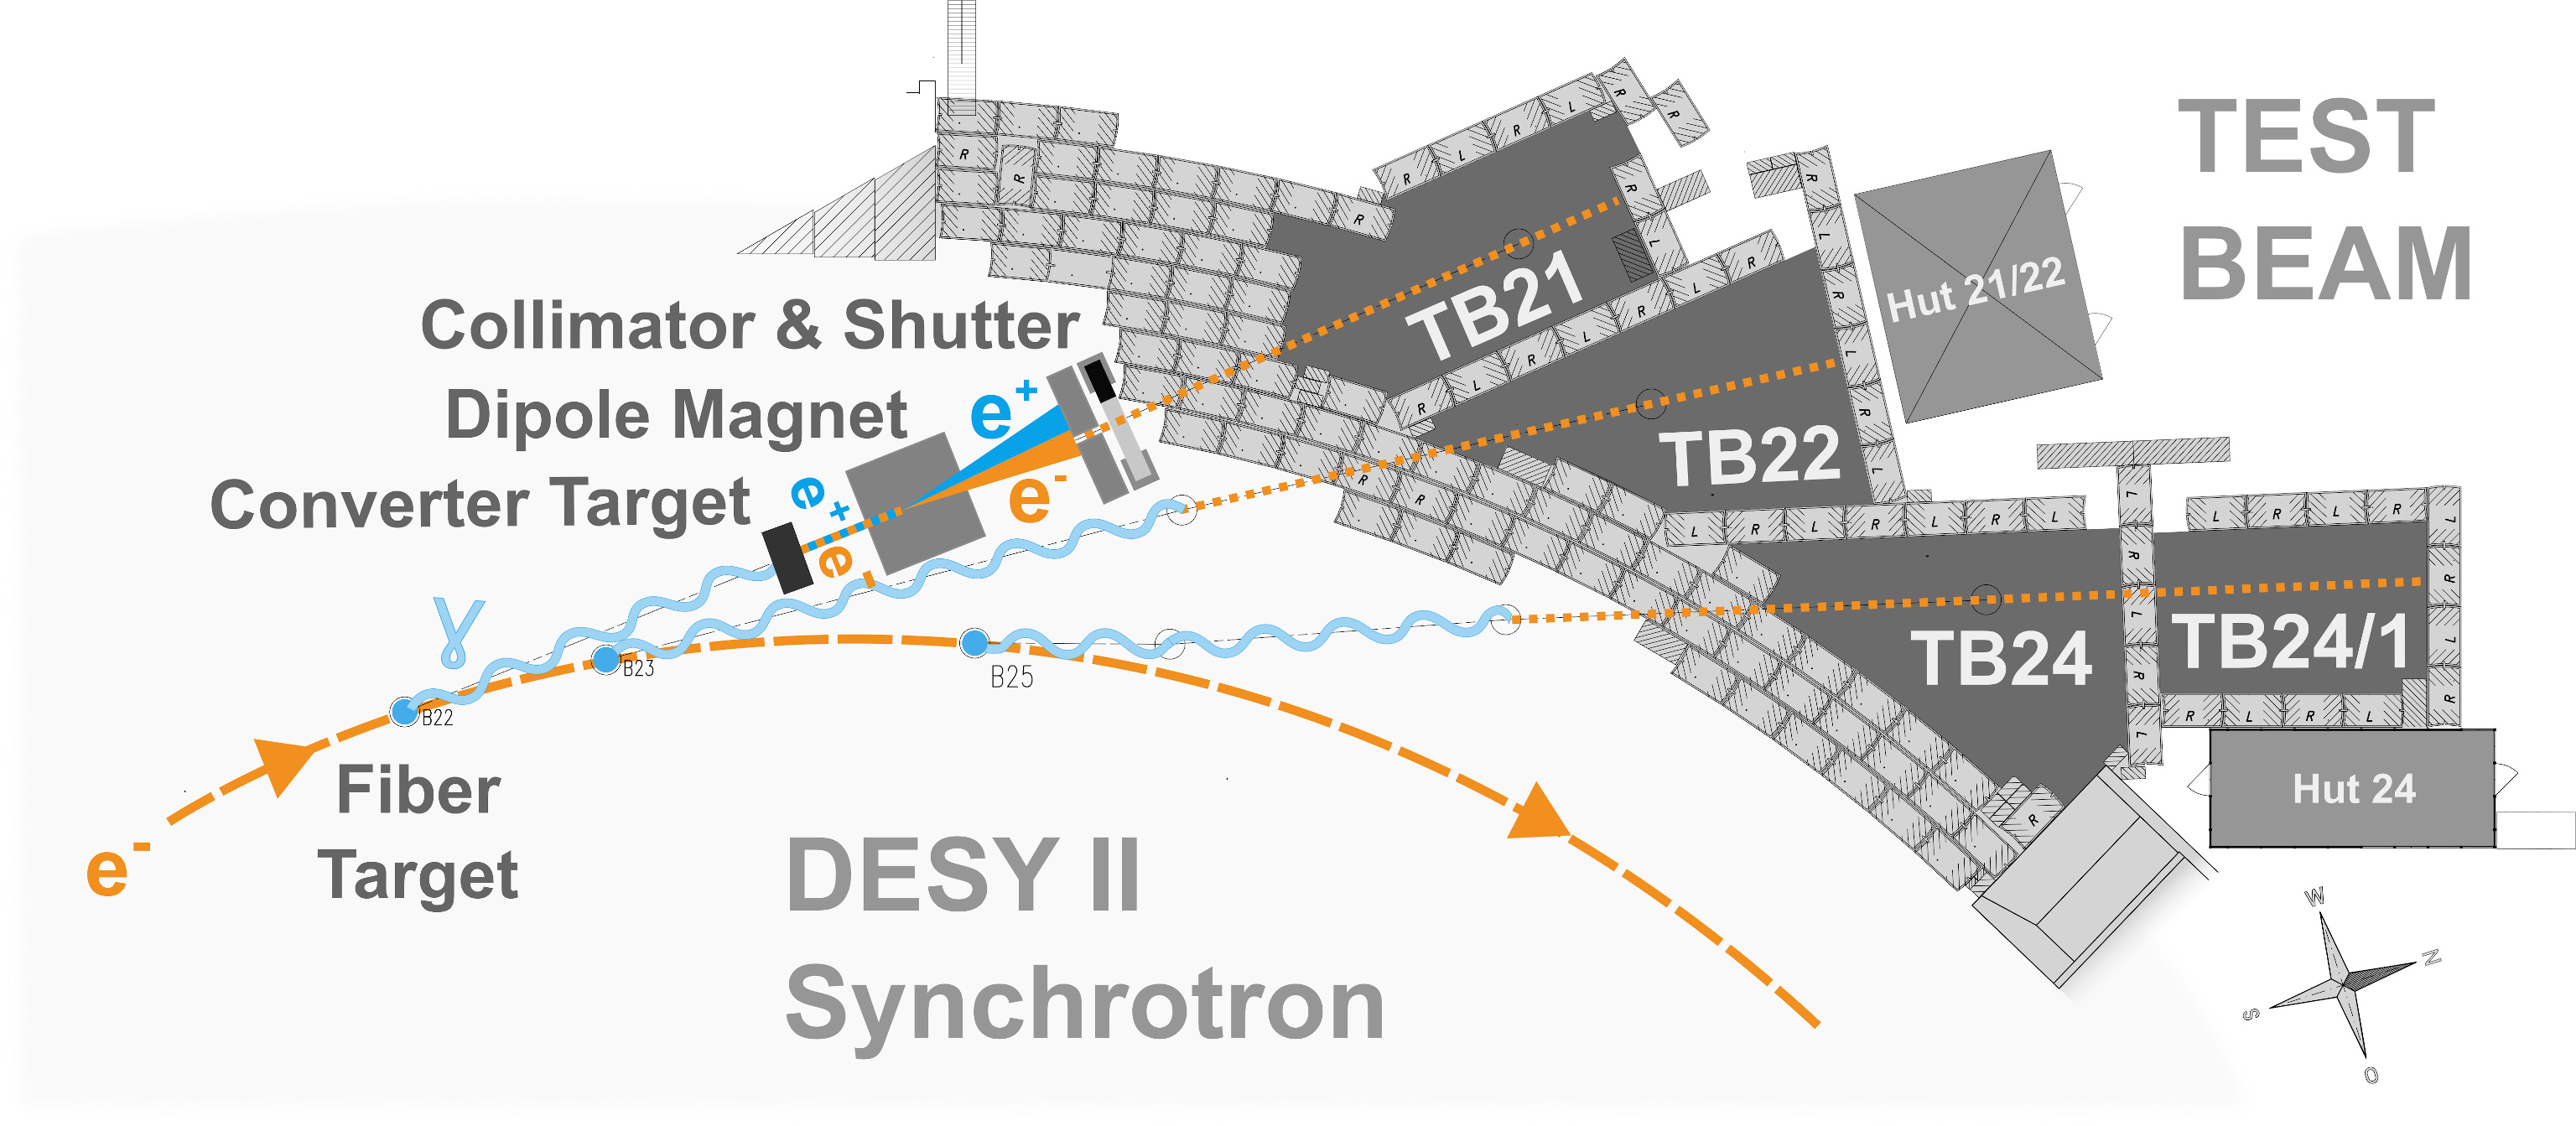 TEST
BEAM
Collimator & Shutter
Dipole Magnet
Converter Target
e+
e-
e+
e-
γ
B22
B23
B25
Fiber
Target
e-
DESY II
Synchrotron
TB21
TB22
TB24
TB24/1
Hut 21/22
Hut 24
R
R
R
R
L
R
L
R
R
R
L
R
L
R
L
R
L
R
L
R
R
L
R
L
R
L
R
R
L
R
L
R
L
R
L
L
R
L
R
L
L
R
L
R
L
R
L
R
R
L
R
L
R
W
N
S
O